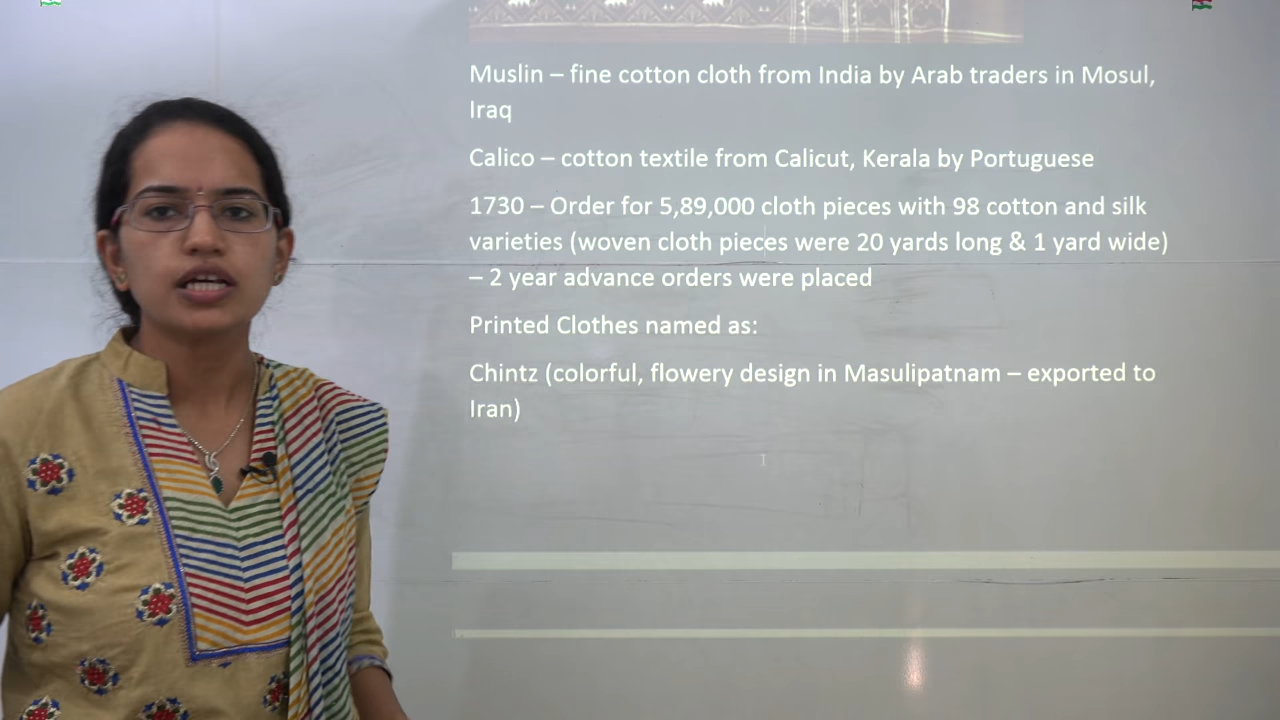 Muslin – fine cotton cloth from India by Arab traders in Mosul,
Iraq
Calico – cotton textile from Calicut, Kerala by Portuguese
1730 – Order for 5,89,000 cloth pieces with 98 cotton and silk
varieties (woven cloth pieces were 20 yards long & 1 yard wide)
– 2 year advance orders were placed
Printed Clothes named as:
Chintz (colorful, flowery design in Masulipatnam – exported to
Iran)